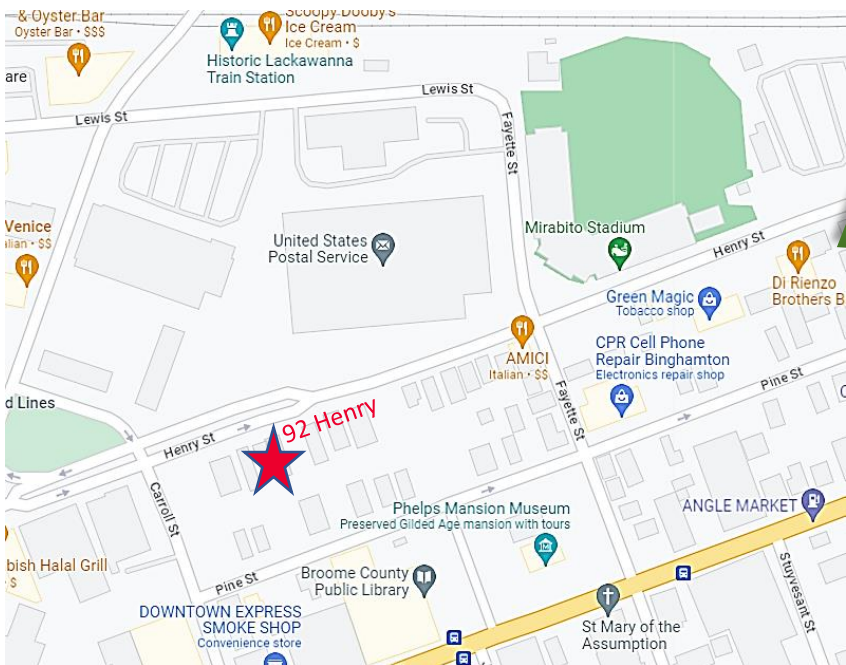 & Oyster Bar
Oyster Bar • $$$
Scoopy Dooby's
Ice Cream
Ice Cream • $
Historic Lackawanna
Train Station
are
Lewis St
Lewis St
Fayette St
Venice
alian • $$
United States
Postal Service
Mirabito Stadium
Henry St
Di Rienzo
Brothers B
Green Magic
Tobacco shop
AMICI
Italian • $$
CPR Cell Phone
Repair Binghamton
Electronics repair shop
Pine St
Fayette St
d Lines
92 Henry
Henry St
Carroll St
Phelps Mansion Museum
Preserved Gilded Age mansion with tours
ANGLE MARKET
bish Halal Grill
$
Pine St
Broome County
Public Library
Stuyvesant St
DOWNTOWN EXPRESS
SMOKE SHOP
Convenience store
St Mary of the
Assumption